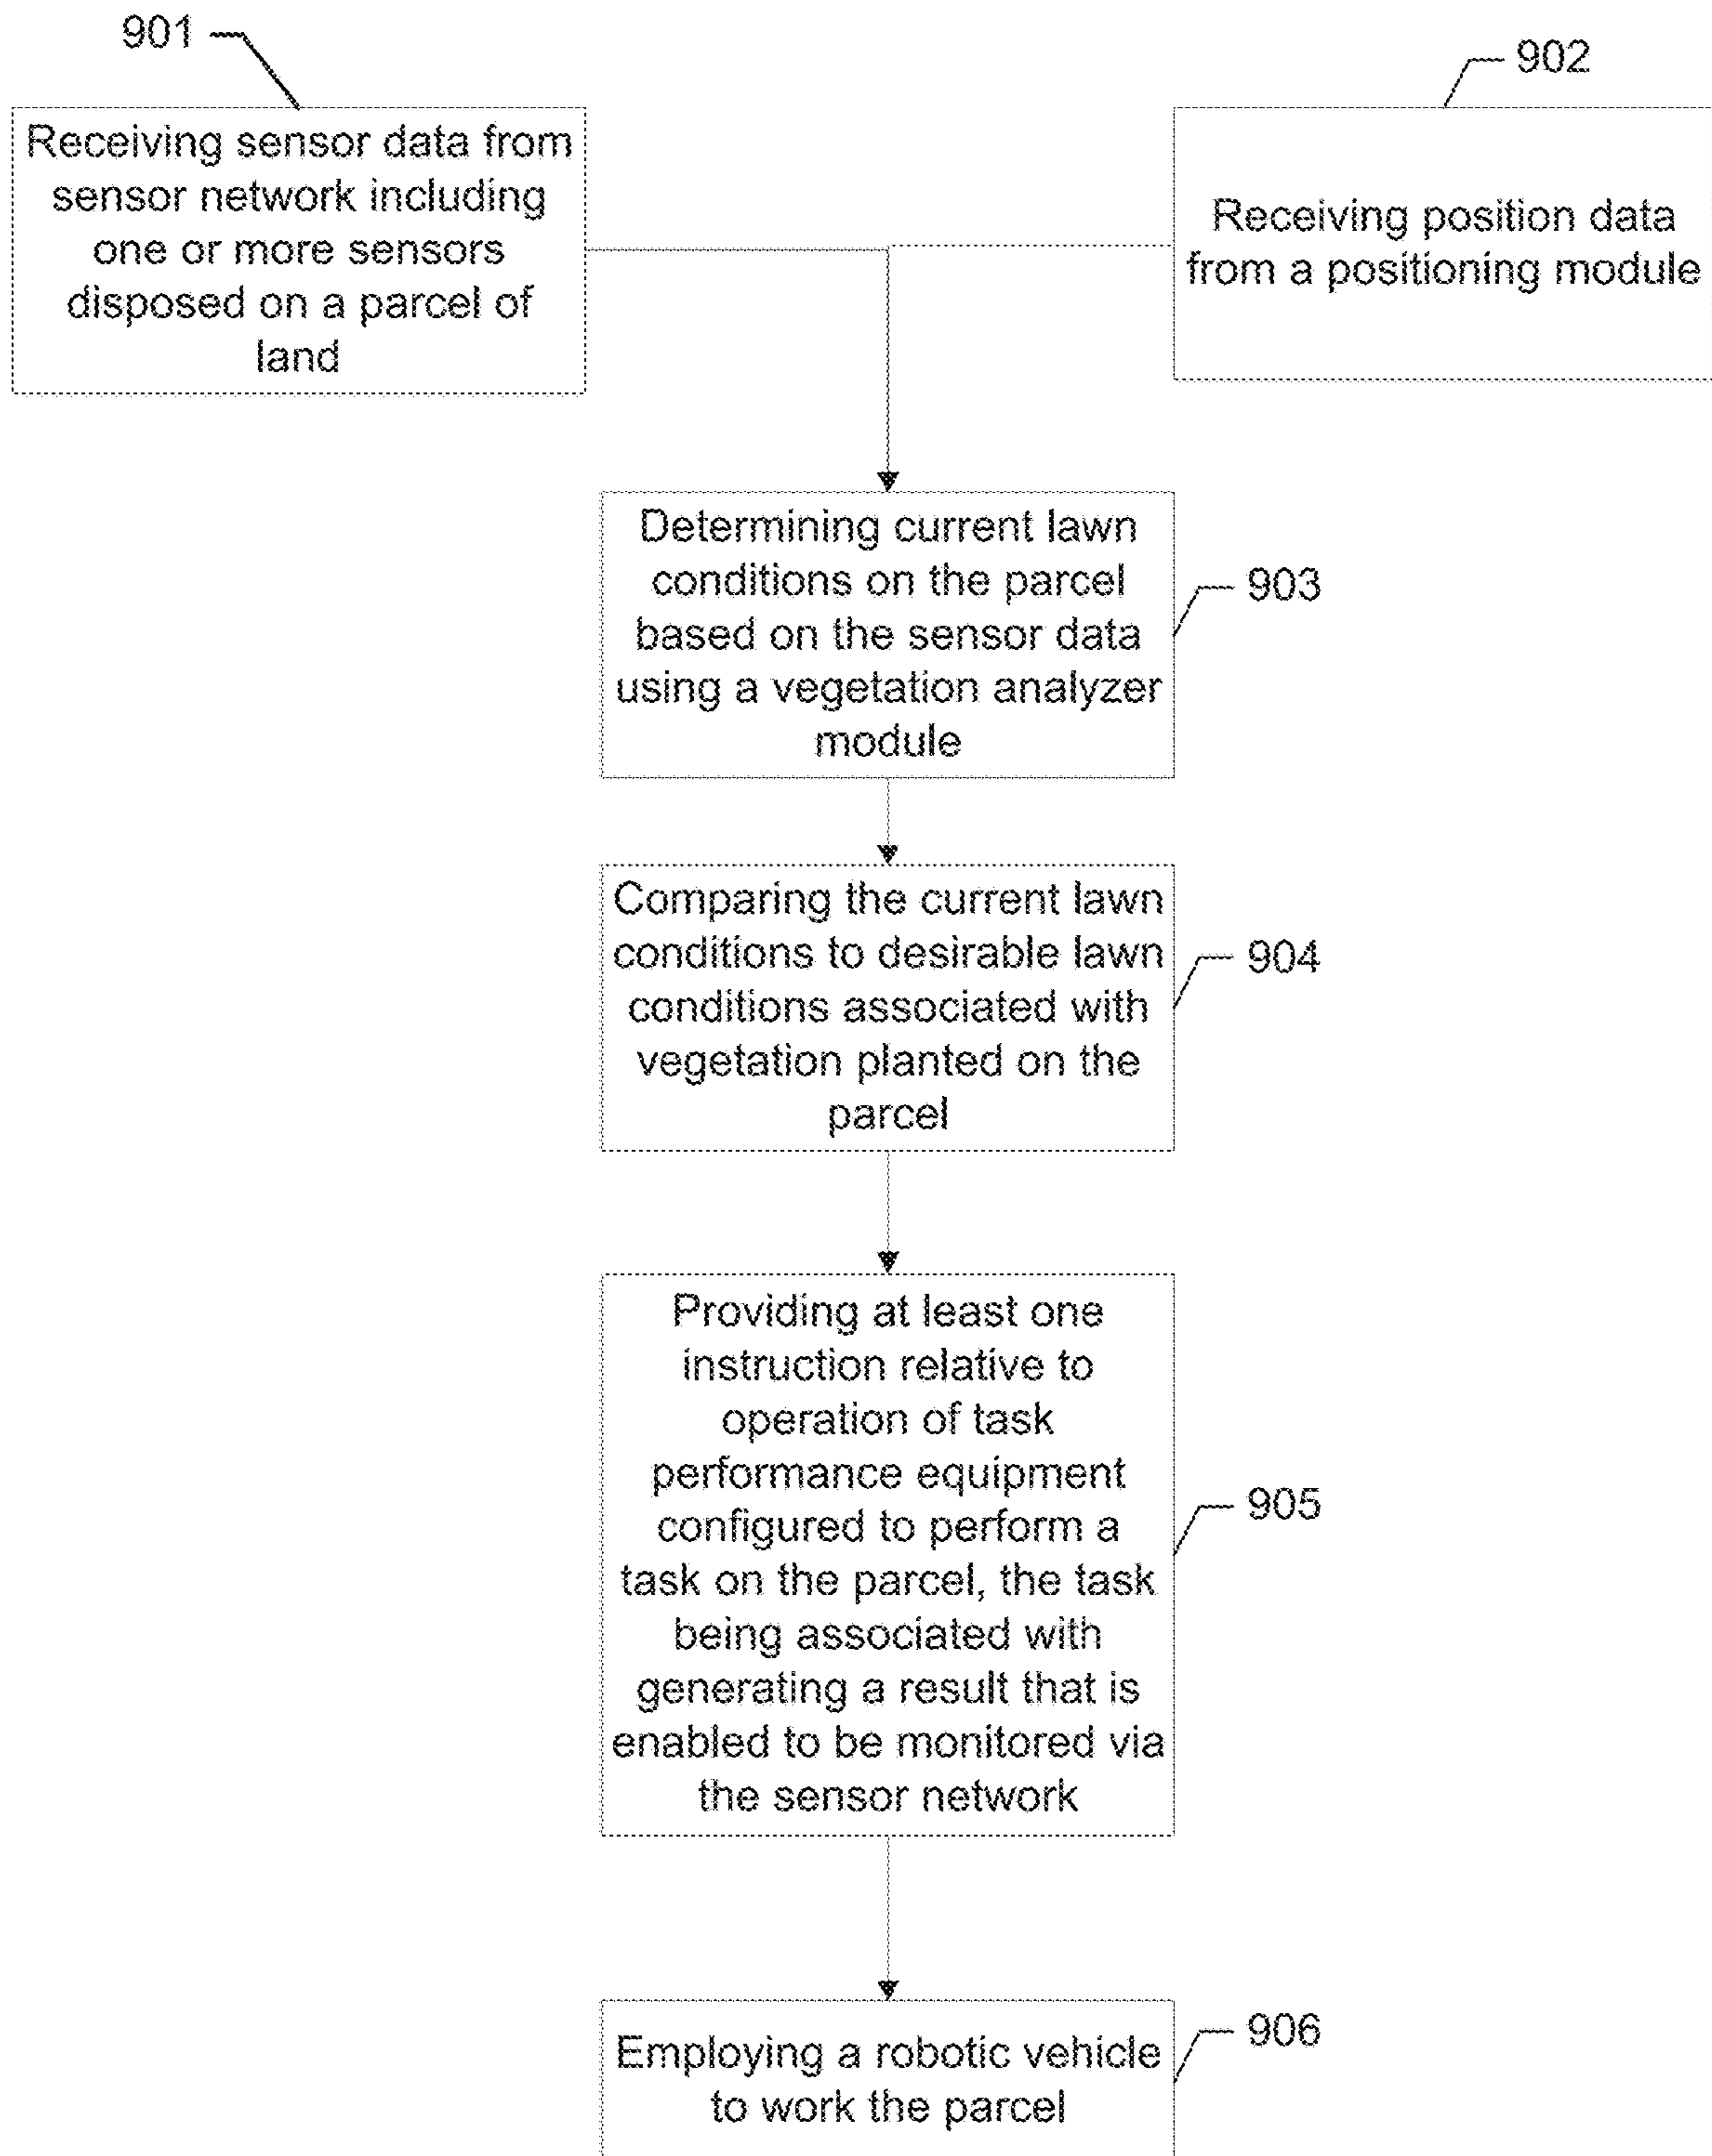 901
902
Receiving sensor data from
sensor network including
one or more sensors
disposed on a parcel of
land
Receiving position data
from a positioning module
Determining current lawn
conditions on the parcel
based on the sensor data
using a vegetation analyzer
module
903
Comparing the current lawn
conditions to desirable lawn
conditions associated with
vegetation planted on the
parcel
904
Providing at least one
instruction relative to
operation of task
performance equipment
configured to perform a
task on the parcel, the task
being associated with
generating a result that is
enabled to be monitored via
the sensor network
905
Employing a robotic vehicle
to work the parcel
906